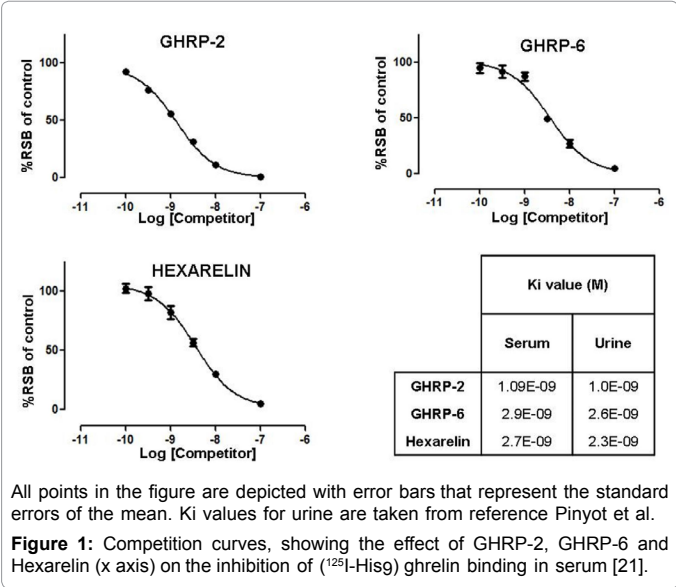 GHRP-2
%RSB of control
100
50
0
-11 -10 -9 -8 -7 -6
Log [Competitor]
GHRP-6
%RSB of control
100
50
0
-11 -10 -9 -8 -7 -6
Log [Competitor]
HEXARELIN
%RSB of control
100
50
0
-11 -10 -9 -8 -7 -6
Log [Competitor]
Ki value (M)
Serum Urine
GHRP-2 1.09E-09 1.0E-09
GHRP-6 2.9E-09 2.6E-09
Hexarelin 2.7E-09 2.3E-09
All points in the figure are depicted with error bars that represent the standard
errors of the mean. Ki values for urine are taken from reference Pinyot et al.
Figure 1: Competition curves, showing the effect of GHRP-2, GHRP-6 and
Hexarelin (x axis) on the inhibition of (¹²⁵I-His9) ghrelin binding in serum [21].